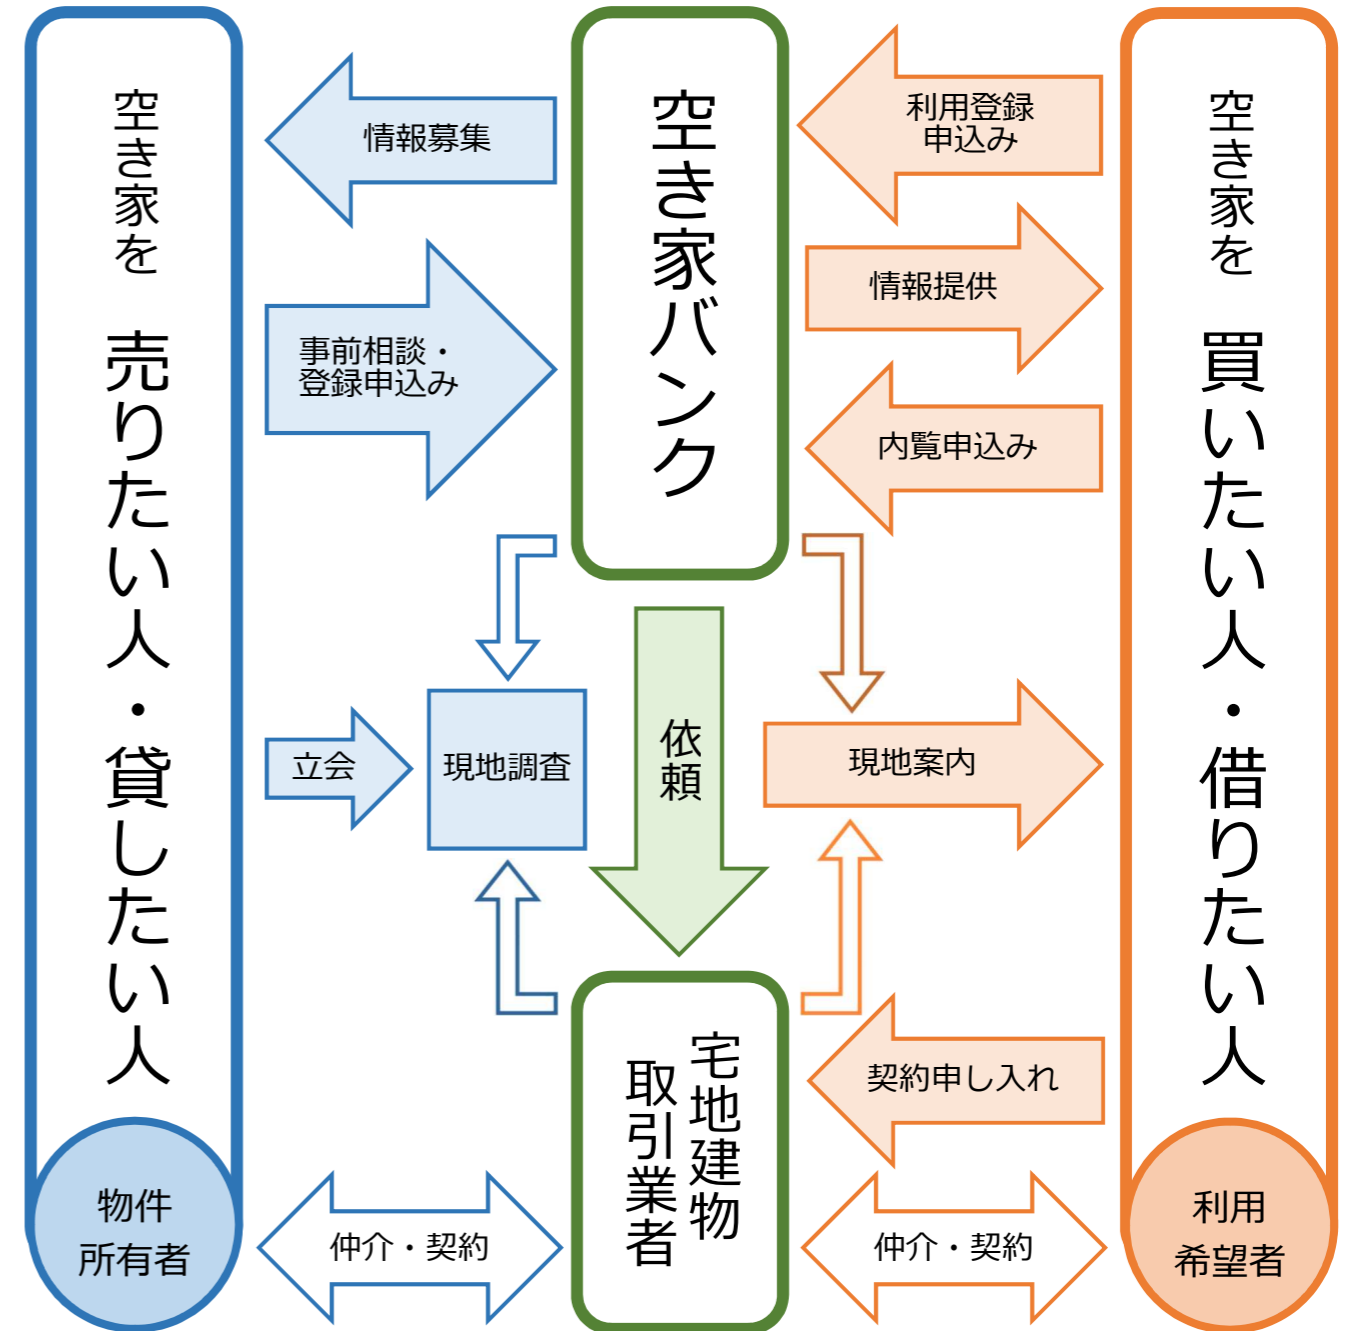 空き家を 売りたい人・貸したい人
物件
所有者
情報募集
事前相談・
登録申込み
立会
現地調査
仲介・契約
空き家バンク
依頼
宅地建物
取引業者
利用登録
申込み
情報提供
内覧申込み
現地案内
契約申し入れ
仲介・契約
空き家を 買いたい人・借りたい人
利用
希望者